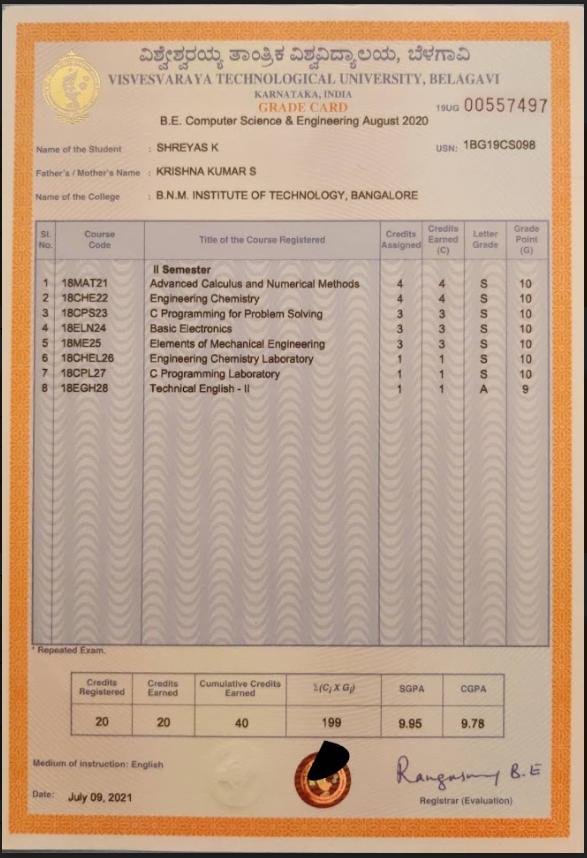 ವಿಶ್ವೇಶ್ವರಯ್ಯ ತಾಂತ್ರಿಕ ವಿಶ್ವವಿದ್ಯಾಲಯ, ಬೆಳಗಾವಿ
VISVESVARAYA TECHNOLOGICAL UNIVERSITY, BELAGAVI
KARNATAKA, INDIA
GRADE CARD 19UG 00557497
B.E. Computer Science & Engineering August 2020
Name of the Student : SHREYAS K USN: 1BG19CS098
Father's / Mother's Name : KRISHNA KUMAR S
Name of the College : B.N.M. INSTITUTE OF TECHNOLOGY, BANGALORE
Sl. No. Course Code Title of the Course Registered Credits Assigned Credits Earned (C) Letter Grade Grade Point (G)
II Semester
1 18MAT21 Advanced Calculus and Numerical Methods 4 4 S 10
2 18CHE22 Engineering Chemistry 4 4 S 10
3 18CPS23 C Programming for Problem Solving 3 3 S 10
4 18ELN24 Basic Electronics 3 3 S 10
5 18ME25 Elements of Mechanical Engineering 3 3 S 10
6 18CHEL26 Engineering Chemistry Laboratory 1 1 S 10
7 18CPL27 C Programming Laboratory 1 1 S 10
8 18EGH28 Technical English - II 1 1 A 9
* Repeated Exam.
Credits Registered Credits Earned Cumulative Credits Earned Σ(Cᵢ X Gᵢ) SGPA CGPA
20 20 40 199 9.95 9.78
Medium of instruction: English
Rangaswamy B.E
Date: July 09, 2021 Registrar (Evaluation)